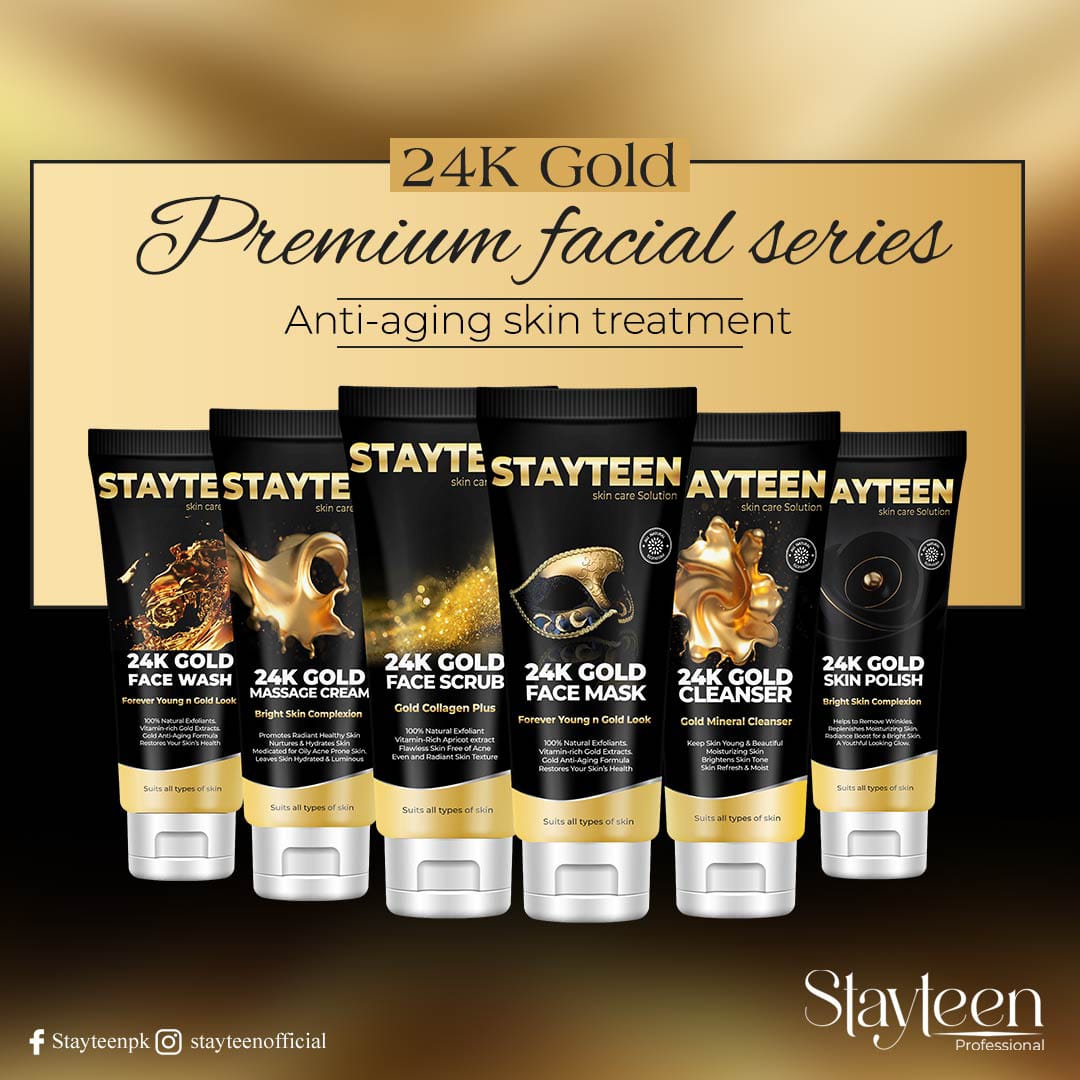 24K Gold
Premium facial series
Anti-aging skin treatment
STAYTE
skin care
24K GOLD
FACE WASH
Forever Young n Gold Look
100% Natural Exfoliants.
Vitamin-rich Gold Extracts.
Gold Anti-Aging Formula
Restores Your Skin's Health
Suits all types of skin
STAYTE
skin care
24K GOLD
MASSAGE CREAM
Bright Skin Complexion
Promotes Radiant Healthy Skin
Nurtures & Hydrates Skin
Medicated for Oily Acne Prone Skin.
Leaves Skin Hydrated & Luminous
Suits all types of skin
STAYTE
skin car
24K GOLD
FACE SCRUB
Gold Collagen Plus
100% Natural Exfoliant
Vitamin-Rich Apricot extract
Flawless Skin Free of Acne
Even and Radiant Skin Texture
Suits all types of skin
STAYTEEN
skin care Solution
24K GOLD
FACE MASK
Forever Young n Gold Look
100% Natural Exfoliants.
Vitamin-rich Gold Extracts.
Gold Anti-Aging Formula
Restores Your Skin's Health
Suits all types of skin
AYTEEN
skin care Solution
24K GOLD
CLEANSER
Gold Mineral Cleanser
Keep Skin Young & Beautiful
Moisturizing Skin
Brightens Skin Tone
Skin Refresh & Moist
Suits all types of skin
AYTEEN
skin care Solution
24K GOLD
SKIN POLISH
Bright Skin Complexion
Helps to Remove Wrinkles.
Replenishes Moisturizing Skin.
Radiance Boost for a Bright Skin.
A Youthful Looking Glow.
Suits all types of skin
Stayteenpk stayteenofficial
Stayteen
Professional